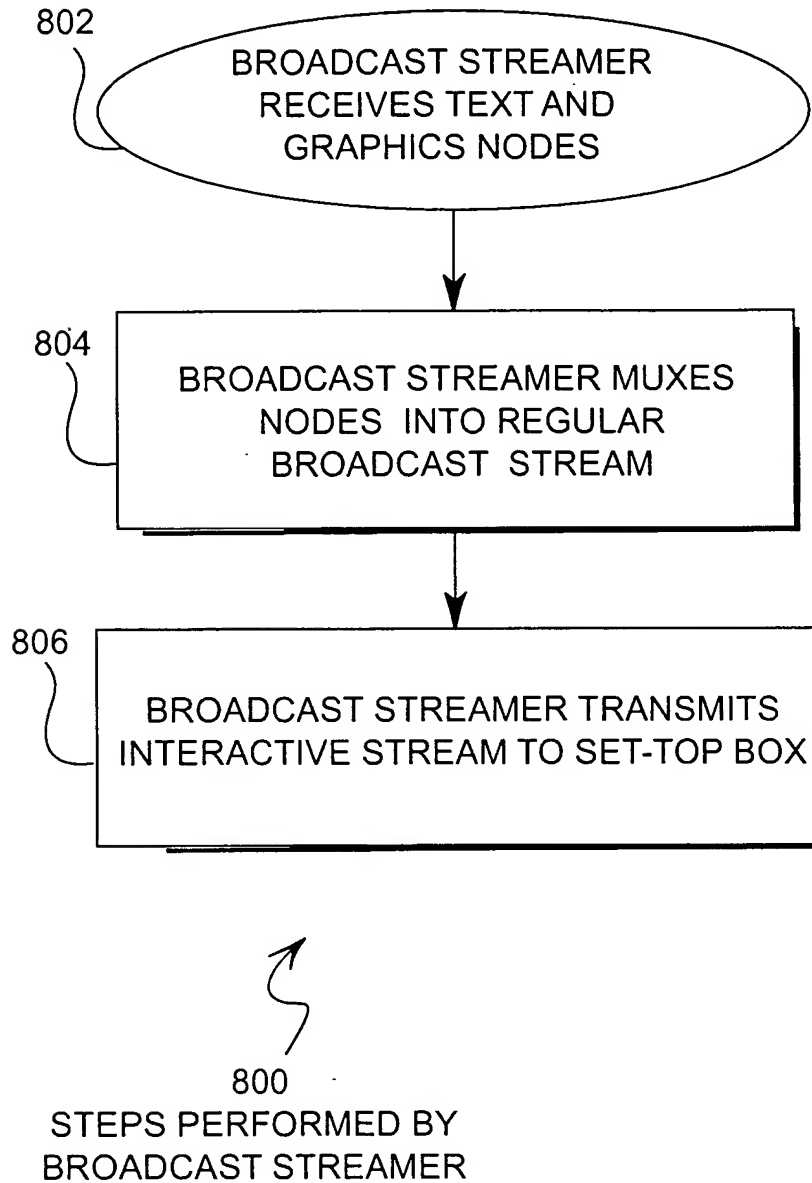 802
BROADCAST STREAMER
RECEIVES TEXT AND
GRAPHICS NODES
804
BROADCAST STREAMER MUXES
NODES INTO REGULAR
BROADCAST STREAM
806
BROADCAST STREAMER TRANSMITS
INTERACTIVE STREAM TO SET-TOP BOX
800
STEPS PERFORMED BY
BROADCAST STREAMER